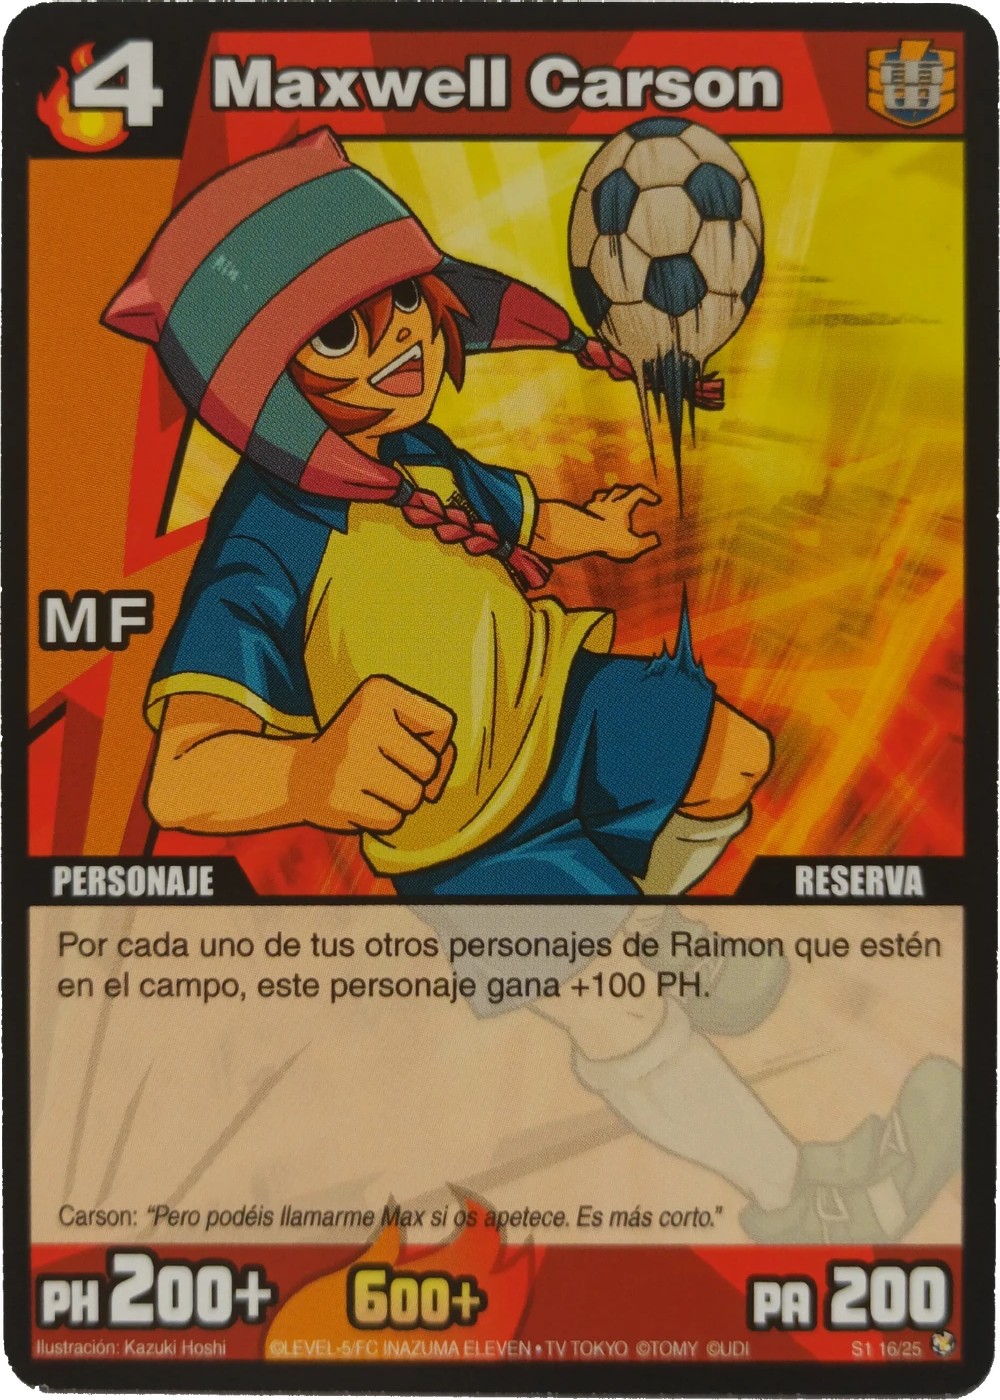 4
Maxwell Carson
MF
PERSONAJE
RESERVA
Por cada uno de tus otros personajes de Raimon que estén
en el campo, este personaje gana +100 PH.
Carson: “Pero podéis llamarme Max si os apetece. Es más corto.”
PH 200+
600+
PA 200
Ilustración: Kazuki Hoshi
©LEVEL-5/FC INAZUMA ELEVEN • TV TOKYO ©TOMY ©UDI
S1 16/25